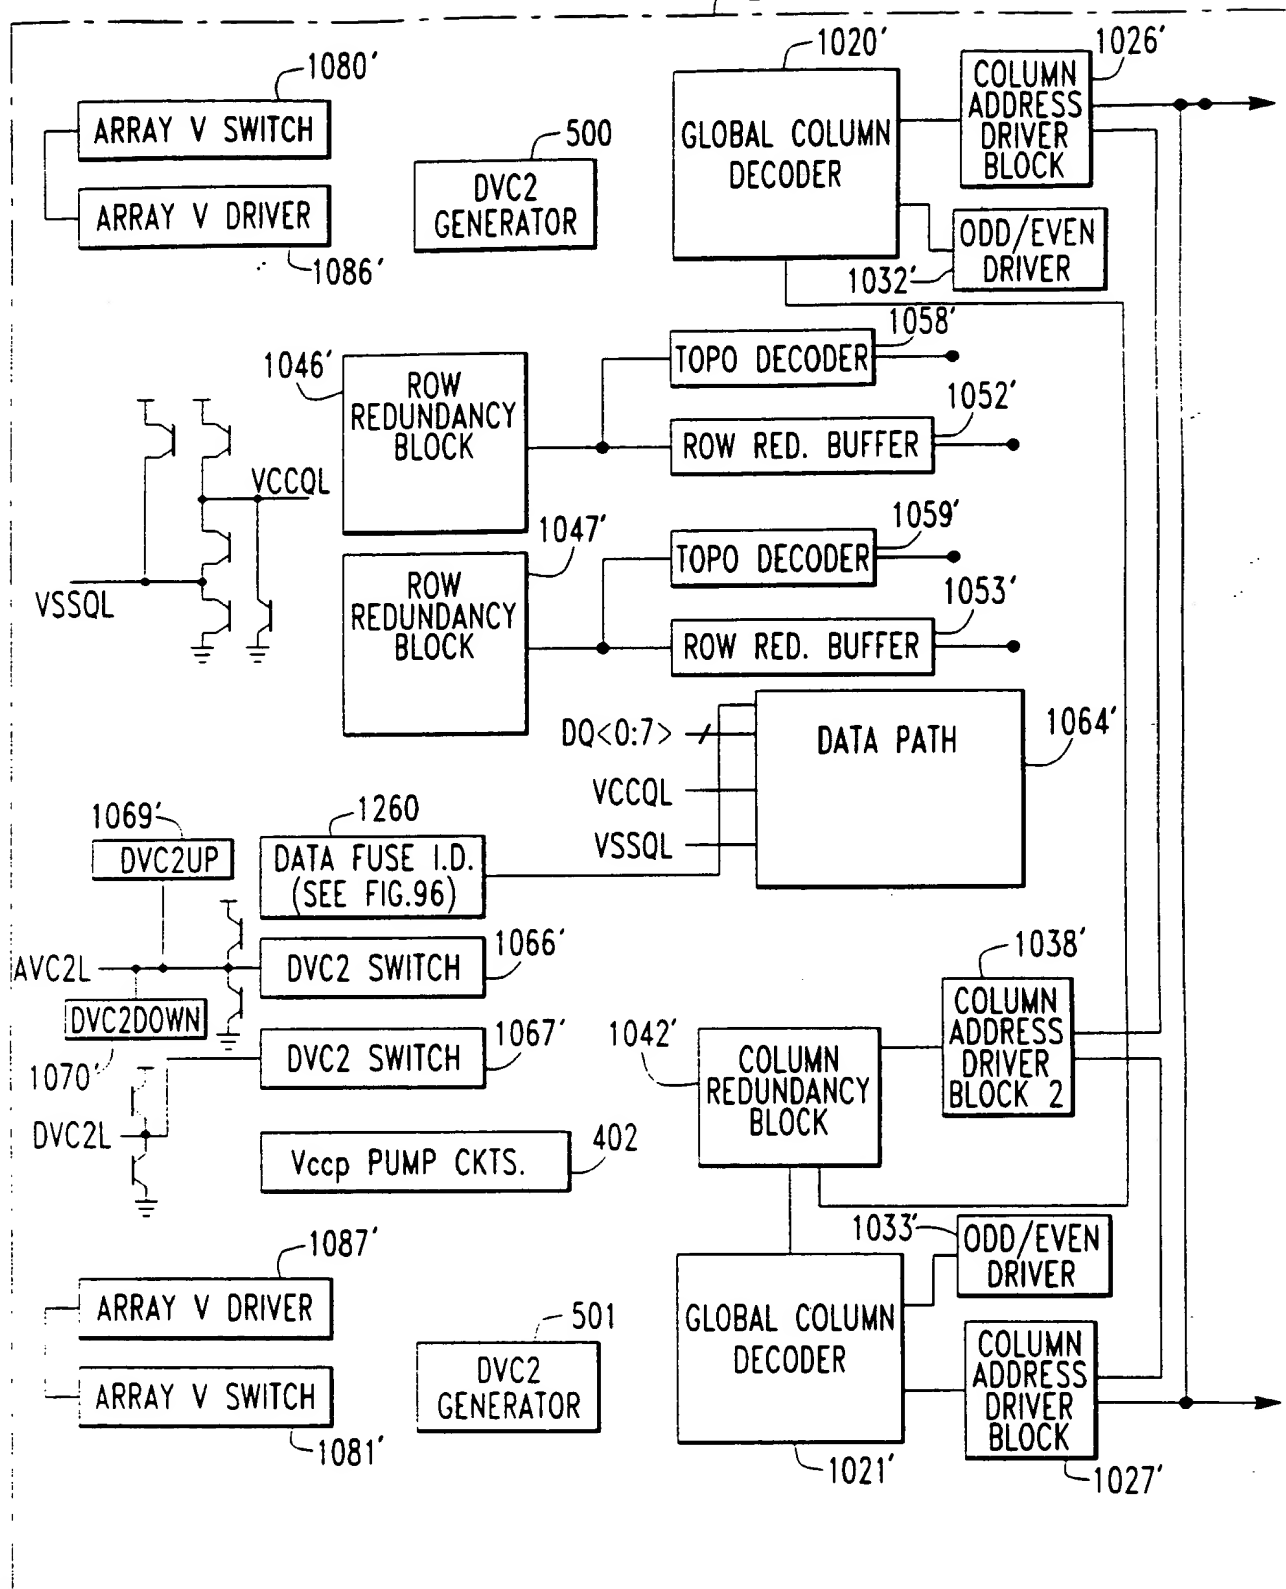 1080′
ARRAY V SWITCH
ARRAY V DRIVER
1086′
500
DVC2
GENERATOR
1020′
GLOBAL COLUMN
DECODER
1026′
COLUMN
ADDRESS
DRIVER
BLOCK
ODD/EVEN
DRIVER
1032′
1046′
ROW
REDUNDANCY
BLOCK
1058′
TOPO DECODER
1052′
ROW RED. BUFFER
VCCQL
VSSQL
1047′
ROW
REDUNDANCY
BLOCK
1059′
TOPO DECODER
1053′
ROW RED. BUFFER
DQ<0:7>
VCCQL
VSSQL
DATA PATH
1064′
1069′
DVC2UP
1260
DATA FUSE I.D.
(SEE FIG.96)
AVC2L
1066′
DVC2 SWITCH
DVC2DOWN
1070′
1067′
DVC2 SWITCH
DVC2L
402
Vccp PUMP CKTS.
1038′
COLUMN
ADDRESS
DRIVER
BLOCK 2
1042′
COLUMN
REDUNDANCY
BLOCK
1033′
ODD/EVEN
DRIVER
1087′
ARRAY V DRIVER
ARRAY V SWITCH
1081′
501
DVC2
GENERATOR
GLOBAL COLUMN
DECODER
1021′
COLUMN
ADDRESS
DRIVER
BLOCK
1027′